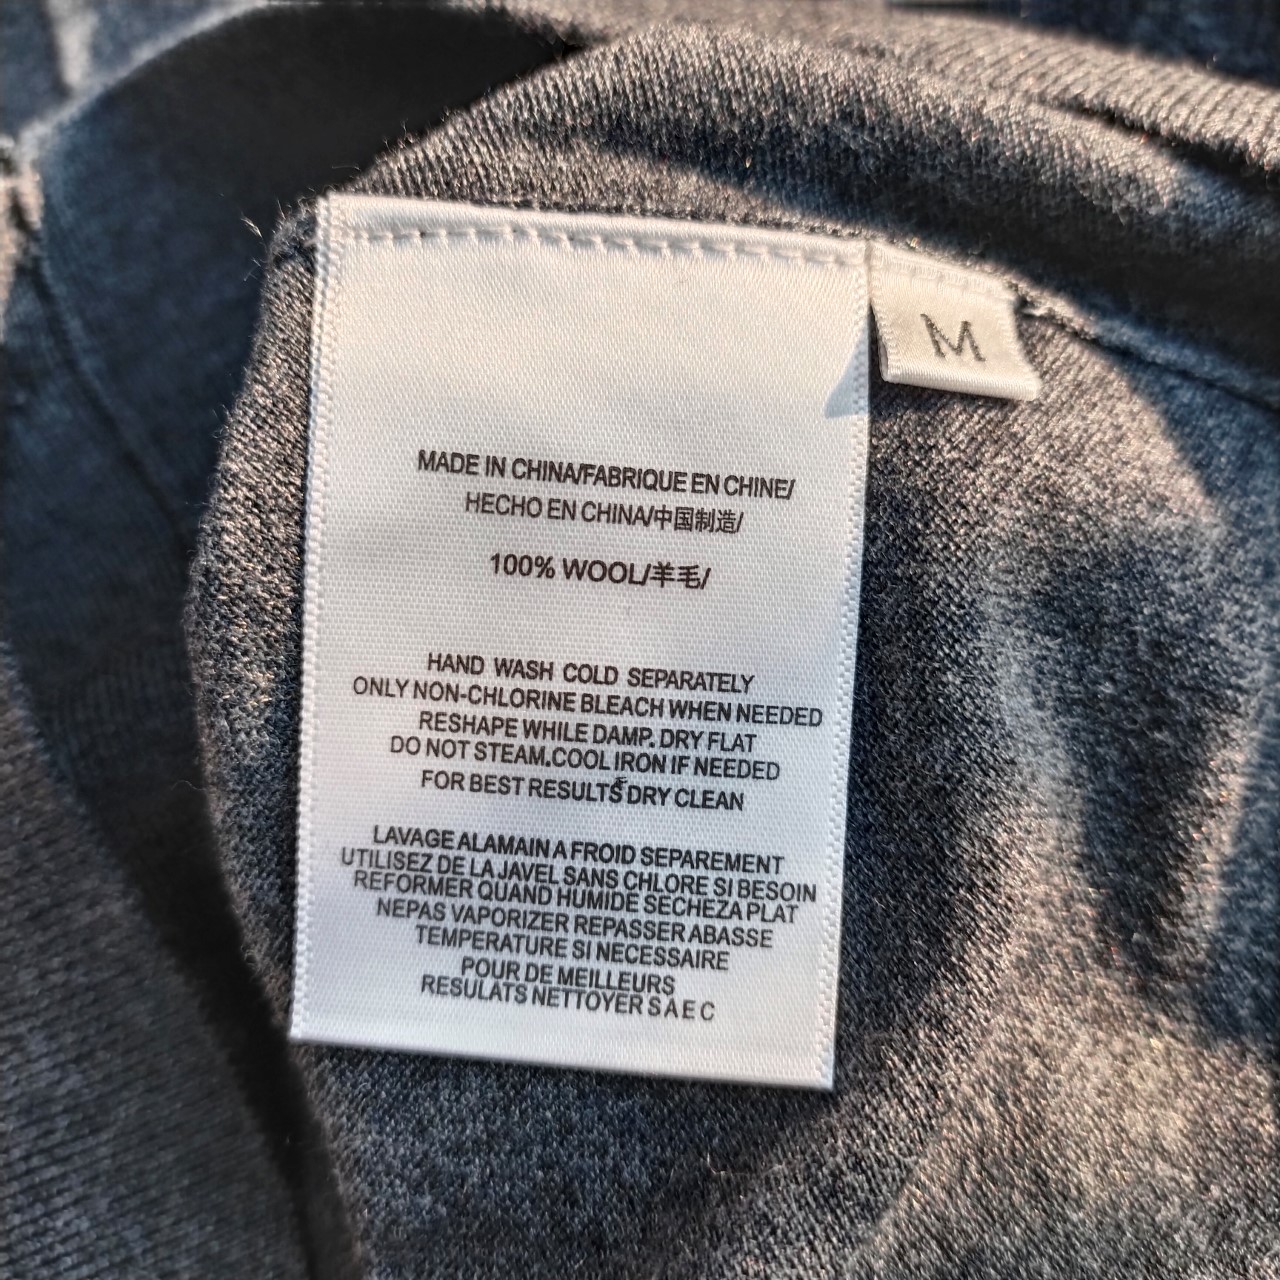 M
MADE IN CHINA/FABRIQUE EN CHINE/
HECHO EN CHINA/中国制造/
100% WOOL/羊毛/
HAND WASH COLD SEPARATELY
ONLY NON-CHLORINE BLEACH WHEN NEEDED
RESHAPE WHILE DAMP. DRY FLAT
DO NOT STEAM.COOL IRON IF NEEDED
FOR BEST RESULTS DRY CLEAN
LAVAGE ALAMAIN A FROID SEPAREMENT
UTILISEZ DE LA JAVEL SANS CHLORE SI BESOIN
REFORMER QUAND HUMIDE SECHEZA PLAT
NEPAS VAPORIZER REPASSER ABASSE
TEMPERATURE SI NECESSAIRE
POUR DE MEILLEURS
RESULATS NETTOYER S A E C